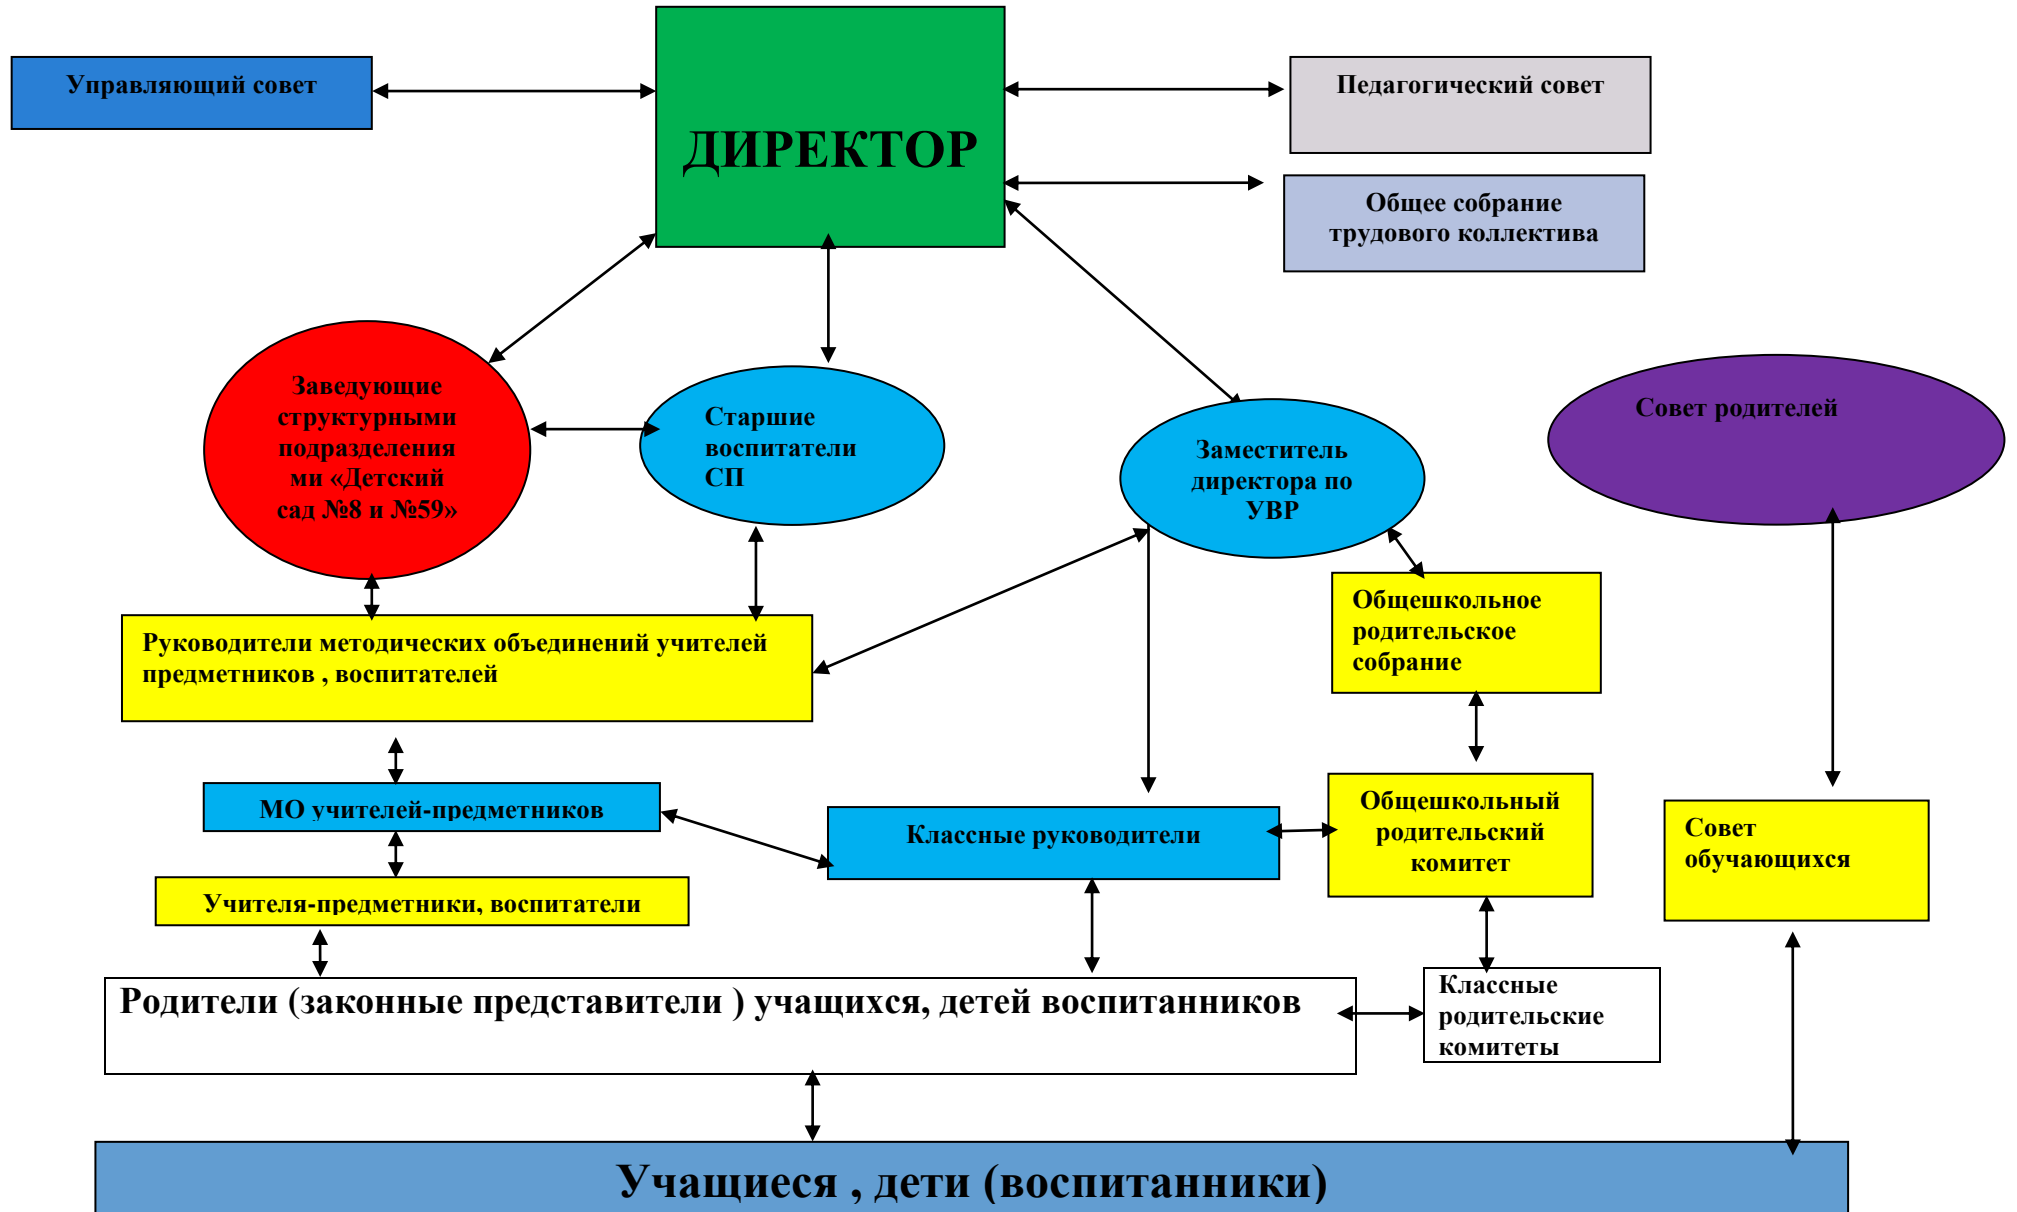 Управляющий совет
ДИРЕКТОР
Педагогический совет
Общее собрание
трудового коллектива
Заведующие
структурными
подразделения
ми «Детский
сад №8 и №59»
Старшие
воспитатели
СП
Заместитель
директора по
УВР
Совет родителей
Общешкольное
родительское
собрание
Руководители методических объединений учителей
предметников , воспитателей
МО учителей-предметников
Классные руководители
Общешкольный
родительский
комитет
Совет
обучающихся
Учителя-предметники, воспитатели
Родители (законные представители ) учащихся, детей воспитанников
Классные
родительские
комитеты
Учащиеся , дети (воспитанники)